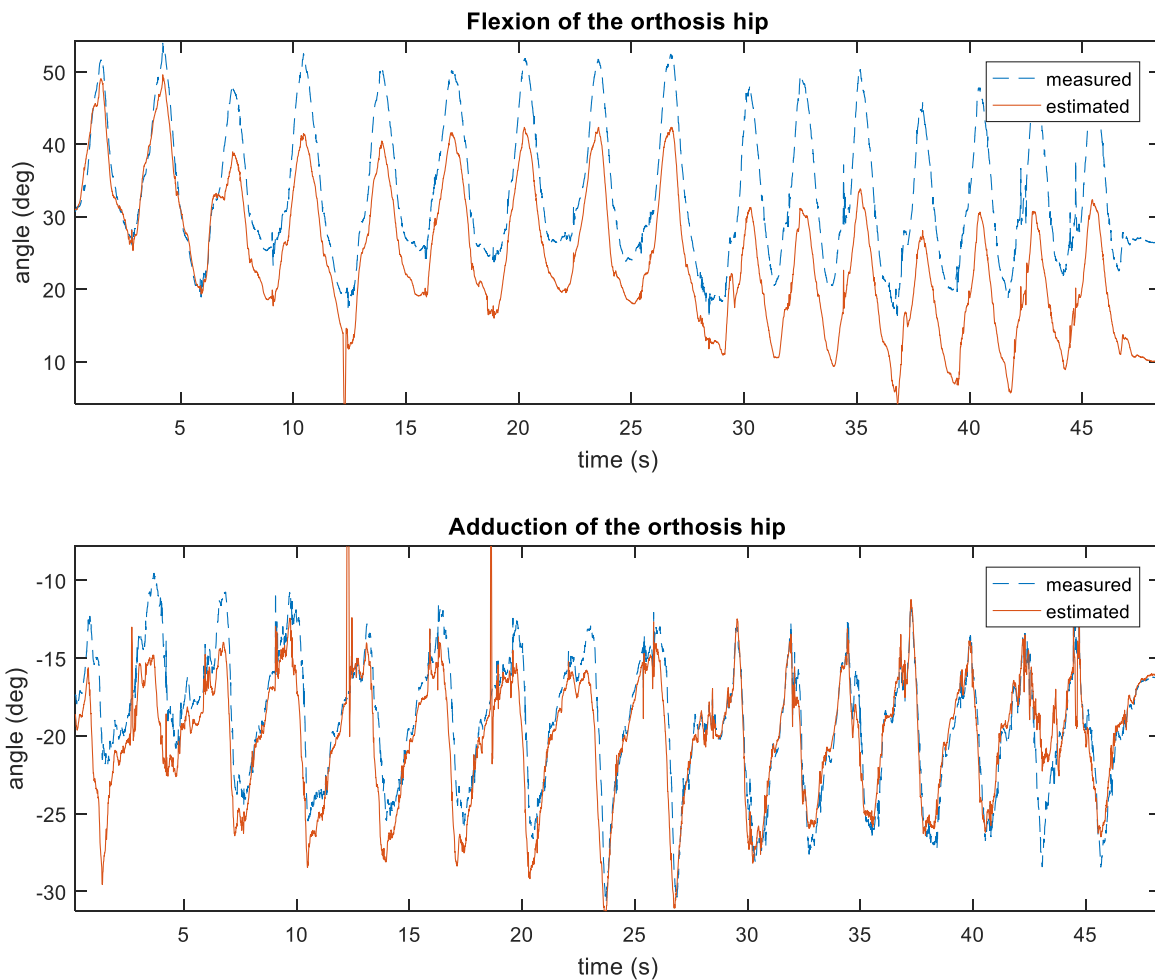 Flexion of the orthosis hip
measured
estimated
angle (deg)
50
40
30
20
10
5 10 15 20 25 30 35 40 45
time (s)
Adduction of the orthosis hip
measured
estimated
angle (deg)
-10
-15
-20
-25
-30
5 10 15 20 25 30 35 40 45
time (s)